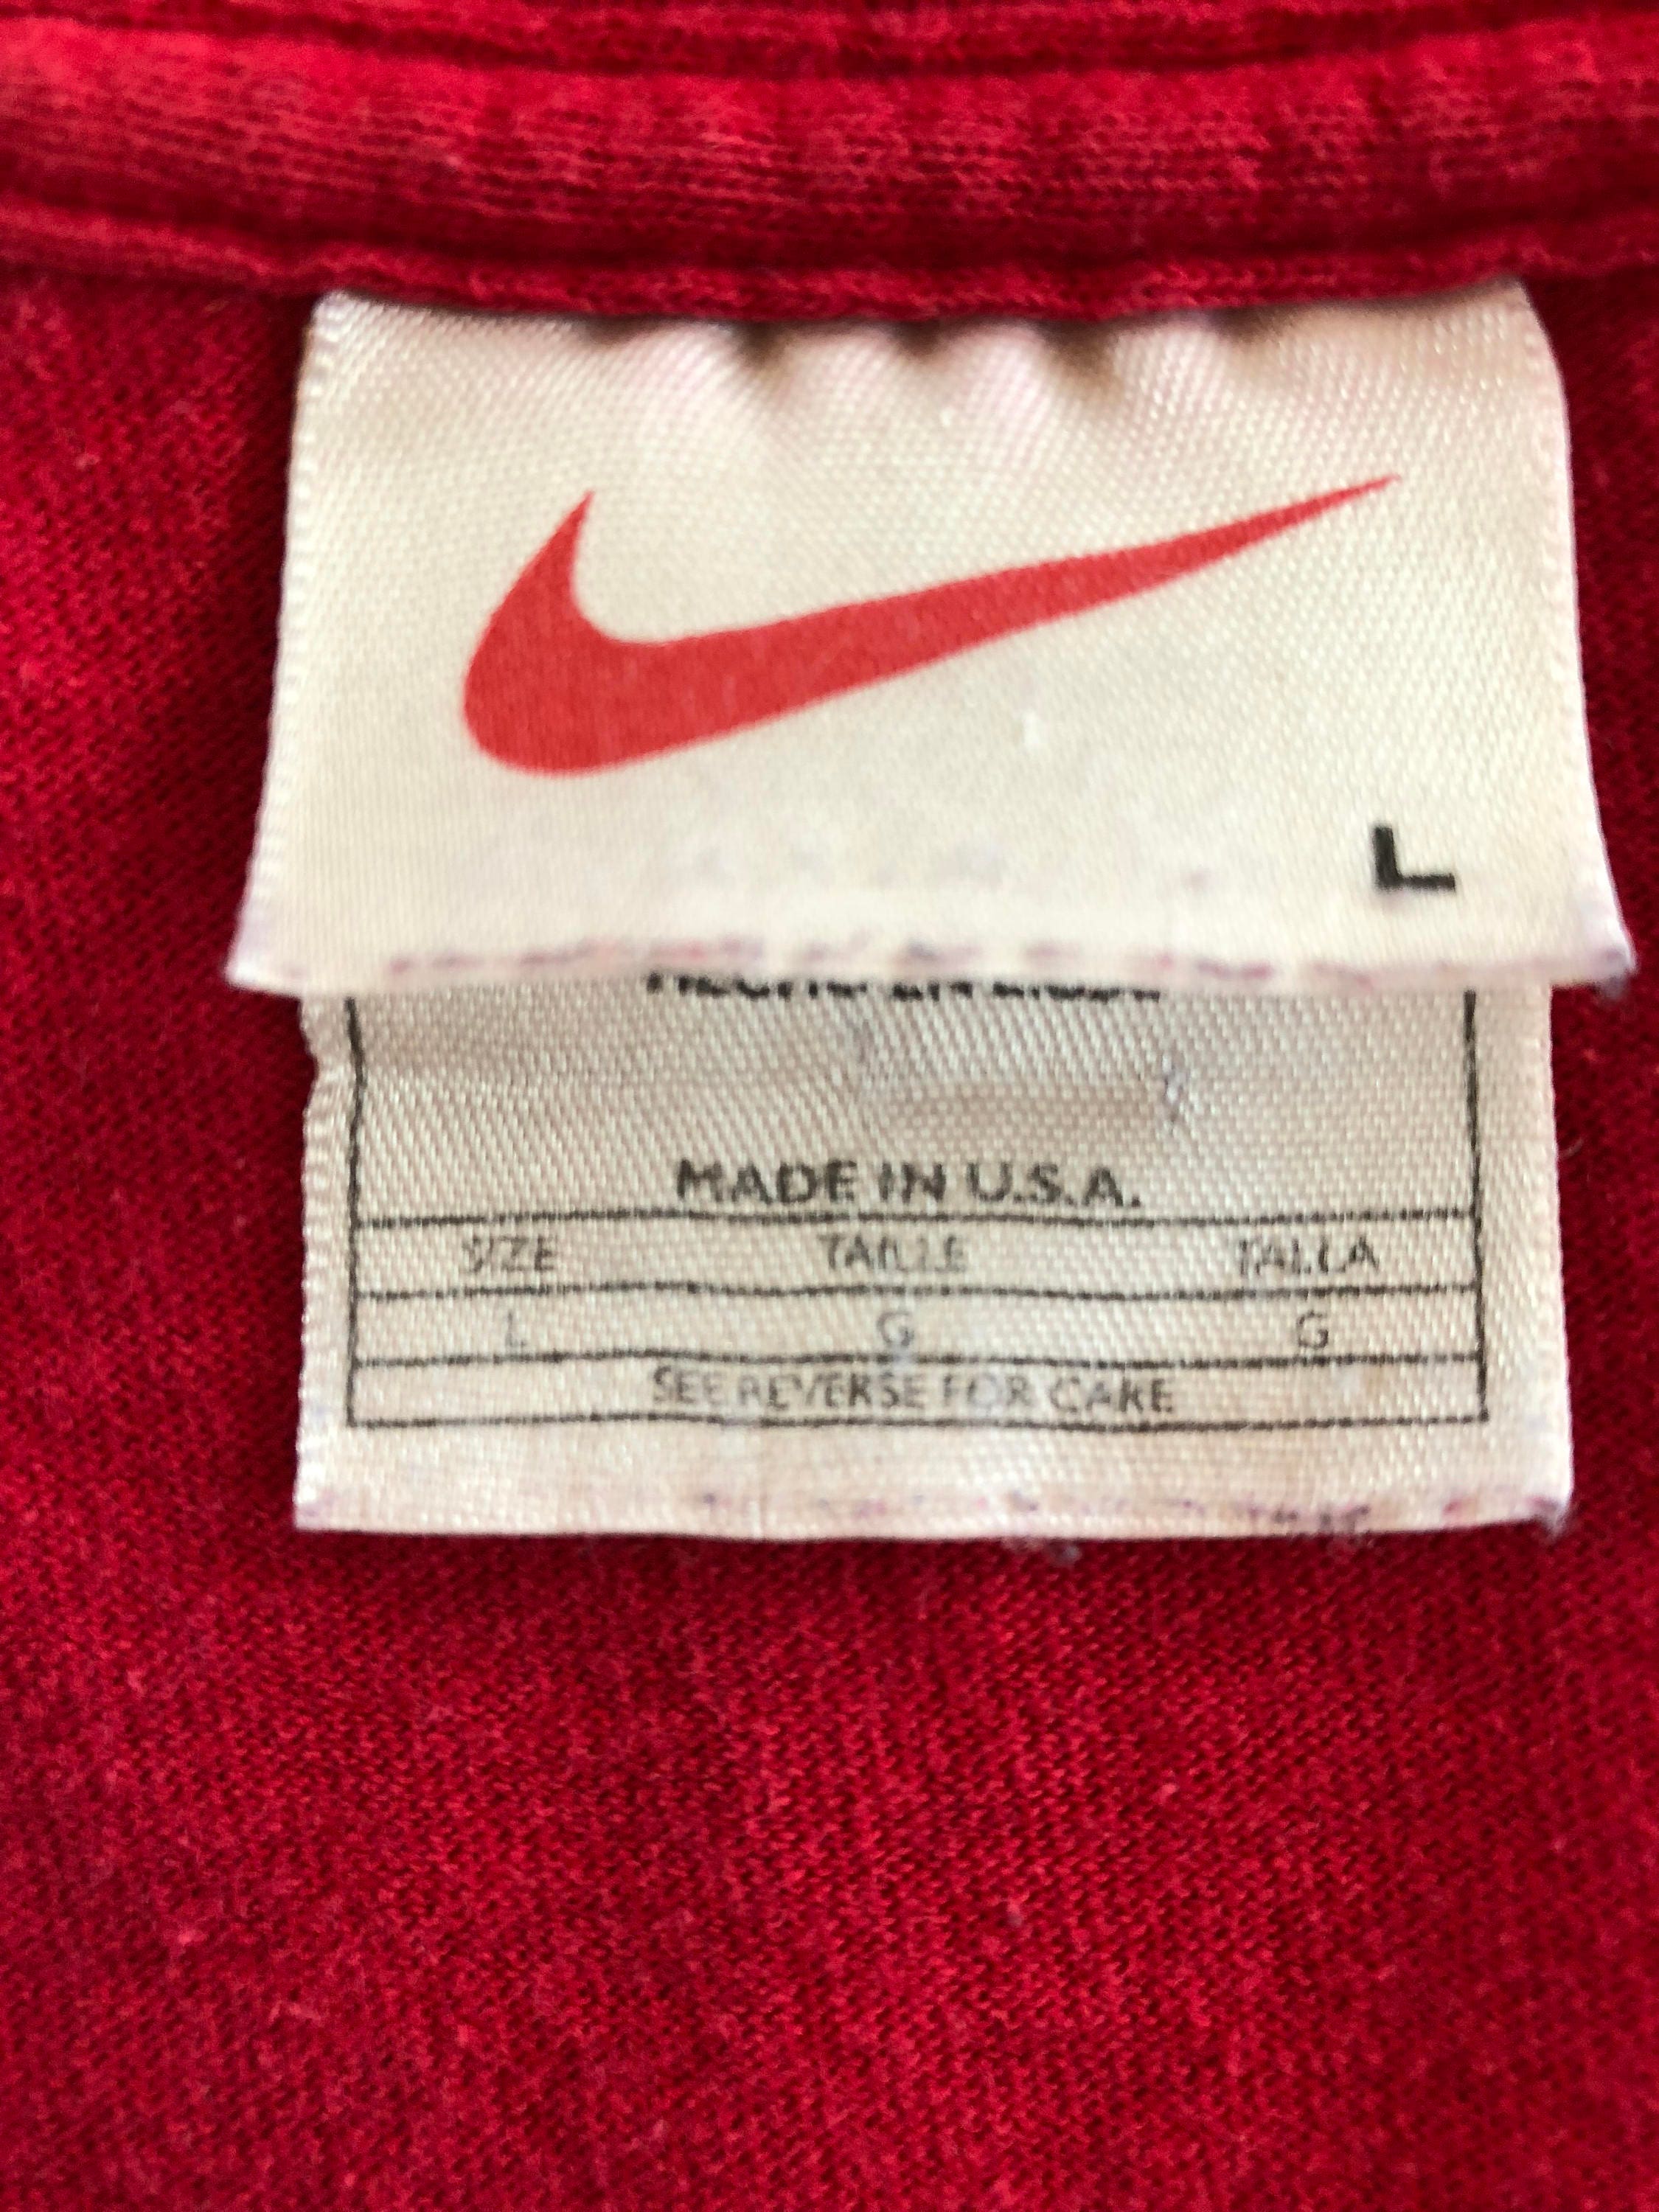 L
MADE IN U.S.A.
SIZE TAILLE TALLA
L G G
SEE REVERSE FOR CARE